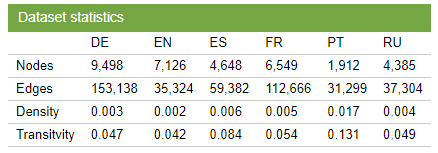 Dataset statistics
DE EN ES FR PT RU
Nodes 9,498 7,126 4,648 6,549 1,912 4,385
Edges 153,138 35,324 59,382 112,666 31,299 37,304
Density 0.003 0.002 0.006 0.005 0.017 0.004
Transitvity 0.047 0.042 0.084 0.054 0.131 0.049